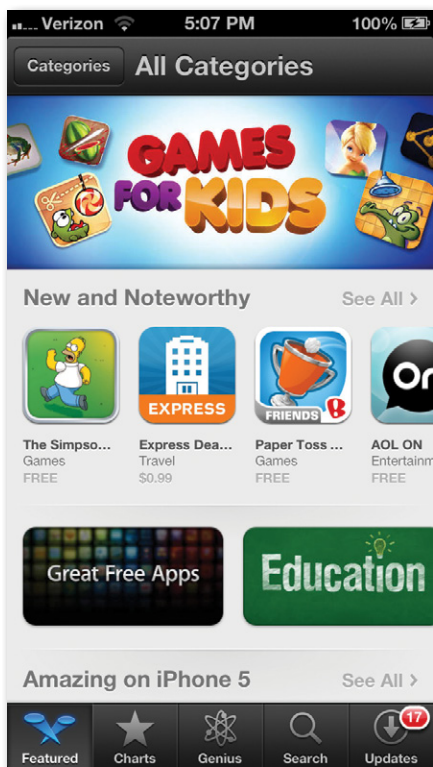 Verizon 5:07 PM 100%
Categories All Categories
GAMES
FOR KIDS
New and Noteworthy See All >
EXPRESS FRIENDS B On
The Simpso... Express Dea... Paper Toss ... AOL ON
Games Travel Games Entertainm
FREE $0.99 FREE FREE
Great Free Apps Education
Amazing on iPhone 5 See All >
17
Featured Charts Genius Search Updates